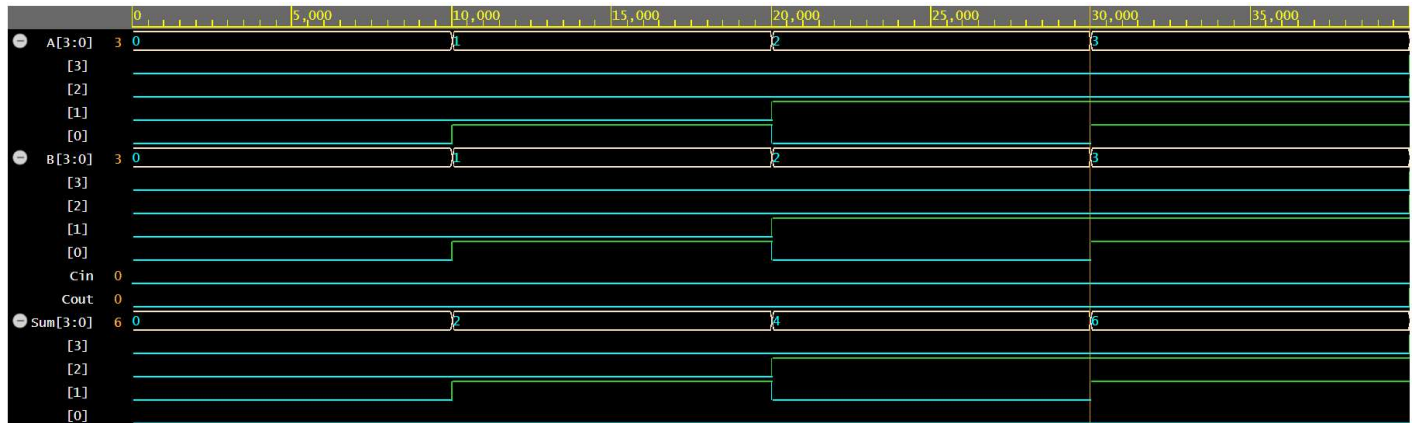 0 5,000 10,000 15,000 20,000 25,000 30,000 35,000
A[3:0] 3 0 1 2 3
[3]
[2]
[1]
[0]
B[3:0] 3 0 1 2 3
[3]
[2]
[1]
[0]
Cin 0
Cout 0
Sum[3:0] 6 0 2 4 6
[3]
[2]
[1]
[0]